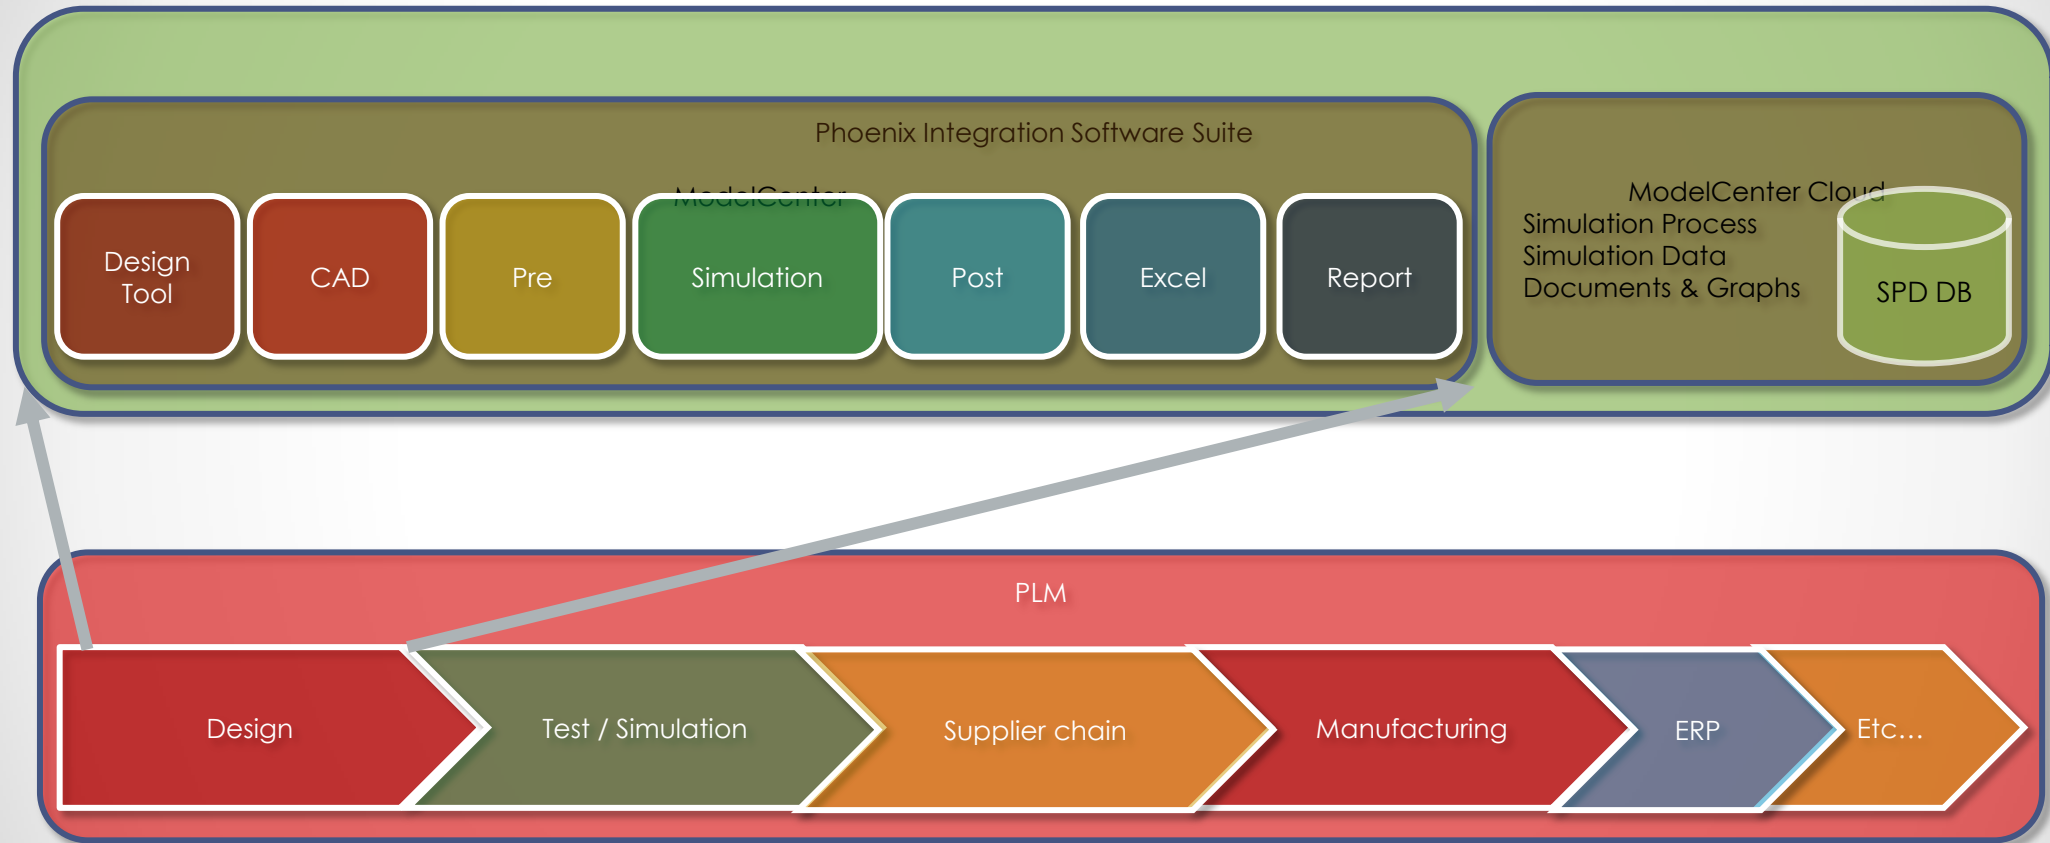 Phoenix Integration Software Suite
ModelCenter
Design
Tool
CAD
Pre
Simulation
Post
Excel
Report
ModelCenter Cloud
Simulation Process
Simulation Data
Documents & Graphs
SPD DB
PLM
Design
Test / Simulation
Supplier chain
Manufacturing
ERP
Etc...